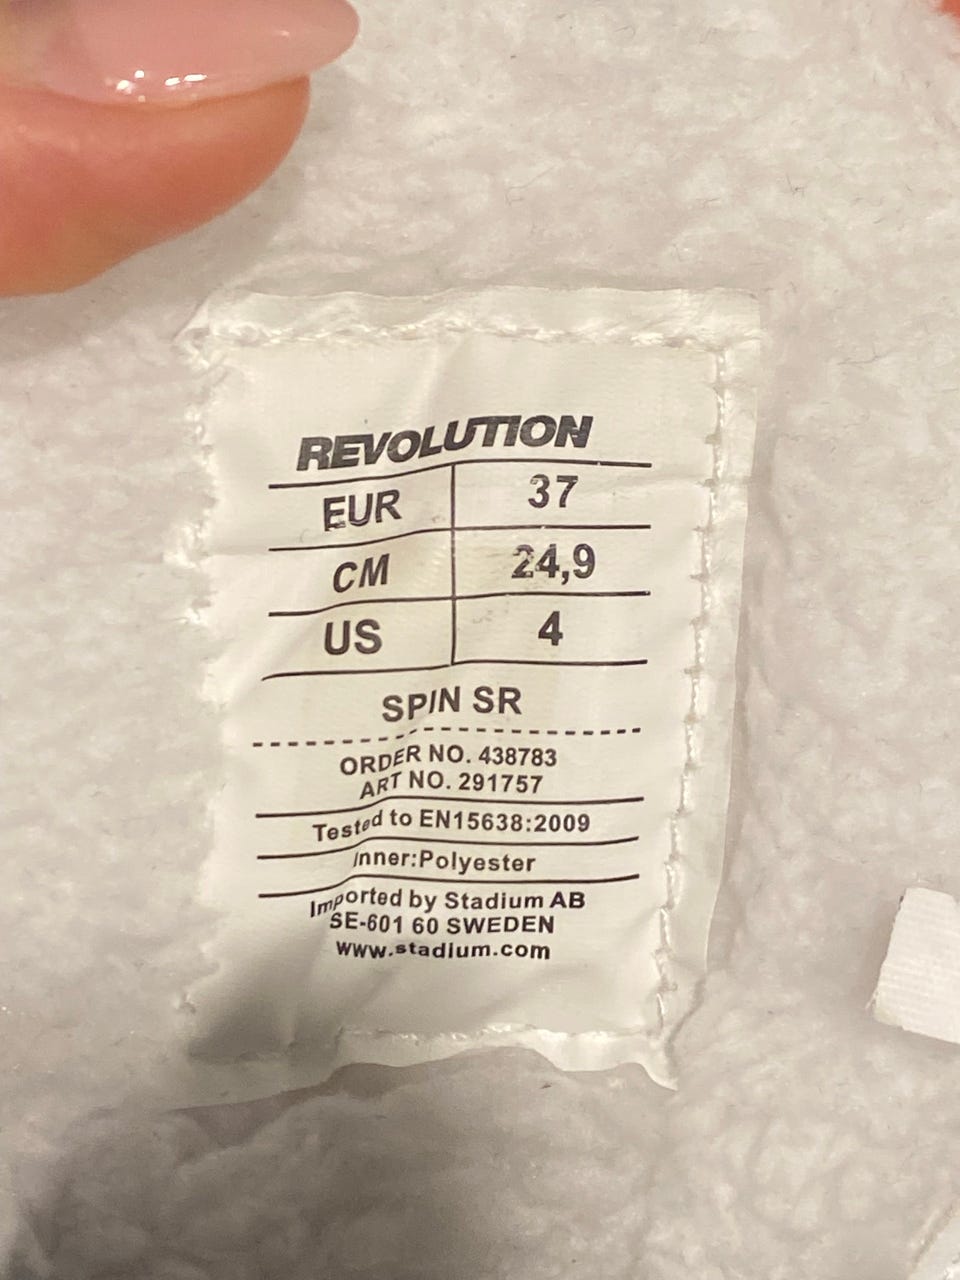 REVOLUTION
EUR 37
CM 24,9
US 4
SPIN SR
ORDER NO. 438783
ART NO. 291757
Tested to EN15638:2009
Inner:Polyester
Imported by Stadium AB
SE-601 60 SWEDEN
www.stadium.com